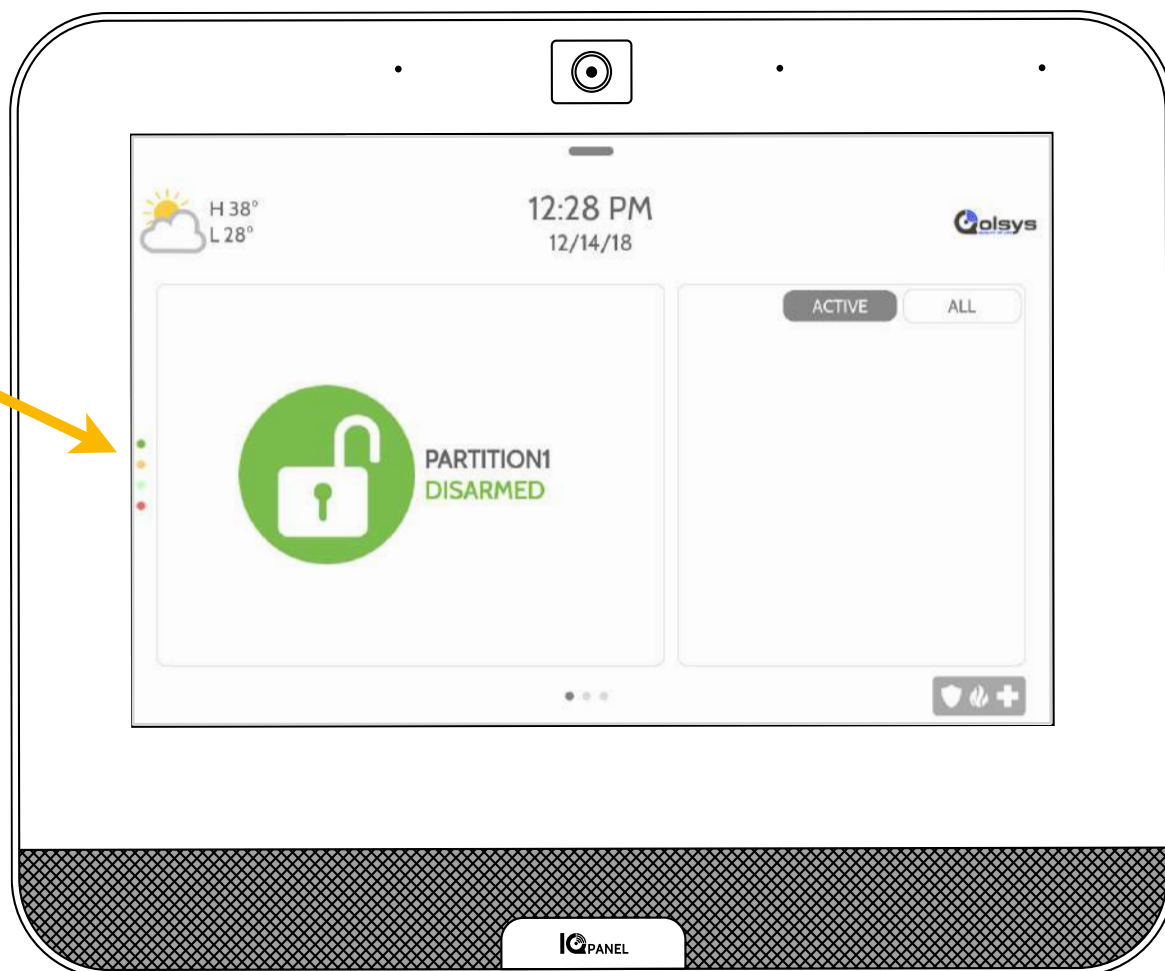 H 38°
L 28°
12:28 PM
12/14/18
Qolsys
ACTIVE
ALL
PARTITION1
DISARMED
IQ PANEL